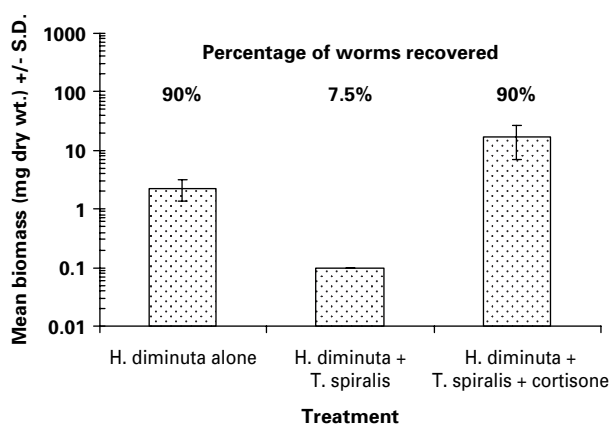 Mean biomass (mg dry wt.) +/- S.D.
1000
100
10
1
0.1
0.01
Percentage of worms recovered
90%
7.5%
90%
H. diminuta alone
H. diminuta +
T. spiralis
H. diminuta +
T. spiralis + cortisone
Treatment